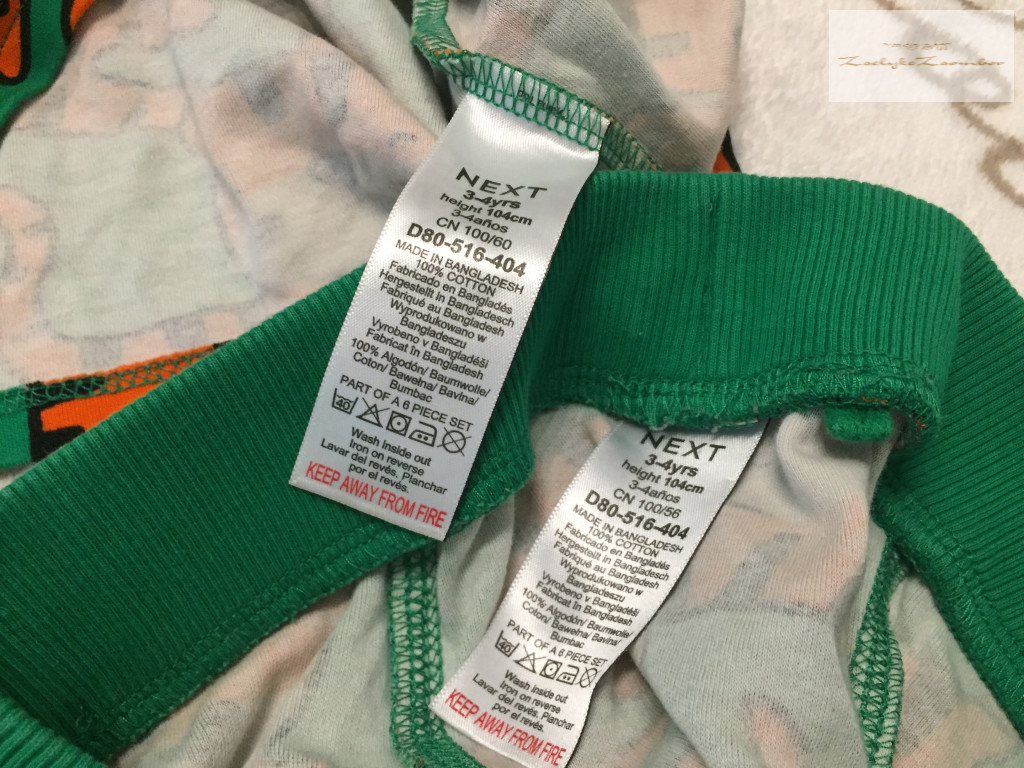 NEXT
3-4yrs
height 104cm
3-4años
CN 100/60
D80-516-404
MADE IN BANGLADESH
100% COTTON
Fabricado en Bangladés
Hergestellt in Bangladesch
Fabriqué au Bangladesh
Wyprodukowano w
Bangladeszu
Vyrobeno v Bangladéši
Fabricat în Bangladesh
100% Algodón/ Baumwolle/
Coton/ Bawełna/ Bavlna/
Bumbac
PART OF A 6 PIECE SET
40
Wash inside out
Iron on reverse
Lavar del revés. Planchar
por el revés.
KEEP AWAY FROM FIRE
NEXT
3-4yrs
height 104cm
3-4años
CN 100/56
D80-516-404
MADE IN BANGLADESH
100% COTTON
Fabricado en Bangladés
Hergestellt in Bangladesch
Fabriqué au Bangladesh
Wyprodukowano w
Bangladeszu
Vyrobeno v Bangladéši
Fabricat în Bangladesh
100% Algodón/ Baumwolle/
Coton/ Bawełna/ Bavlna/
Bumbac
PART OF A 6 PIECE SET
40
Wash inside out
Iron on reverse
Lavar del revés. Planchar
por el revés.
KEEP AWAY FROM FIRE